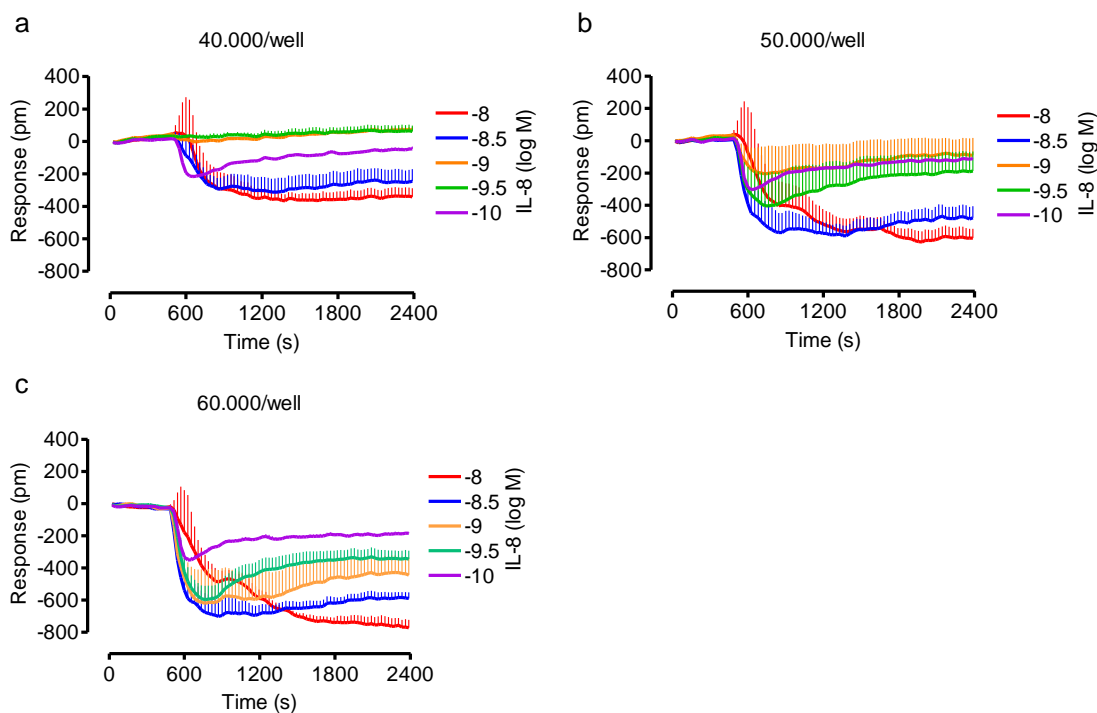 a
40.000/well
400
200
0
-200
-400
-600
-800
Response (pm)
0 600 1200 1800 2400
Time (s)
-8
-8.5
-9
-9.5
-10
IL-8 (log M)
b
50.000/well
400
200
0
-200
-400
-600
-800
Response (pm)
0 600 1200 1800 2400
Time (s)
-8
-8.5
-9
-9.5
-10
IL-8 (log M)
c
60.000/well
400
200
0
-200
-400
-600
-800
Response (pm)
0 600 1200 1800 2400
Time (s)
-8
-8.5
-9
-9.5
-10
IL-8 (log M)